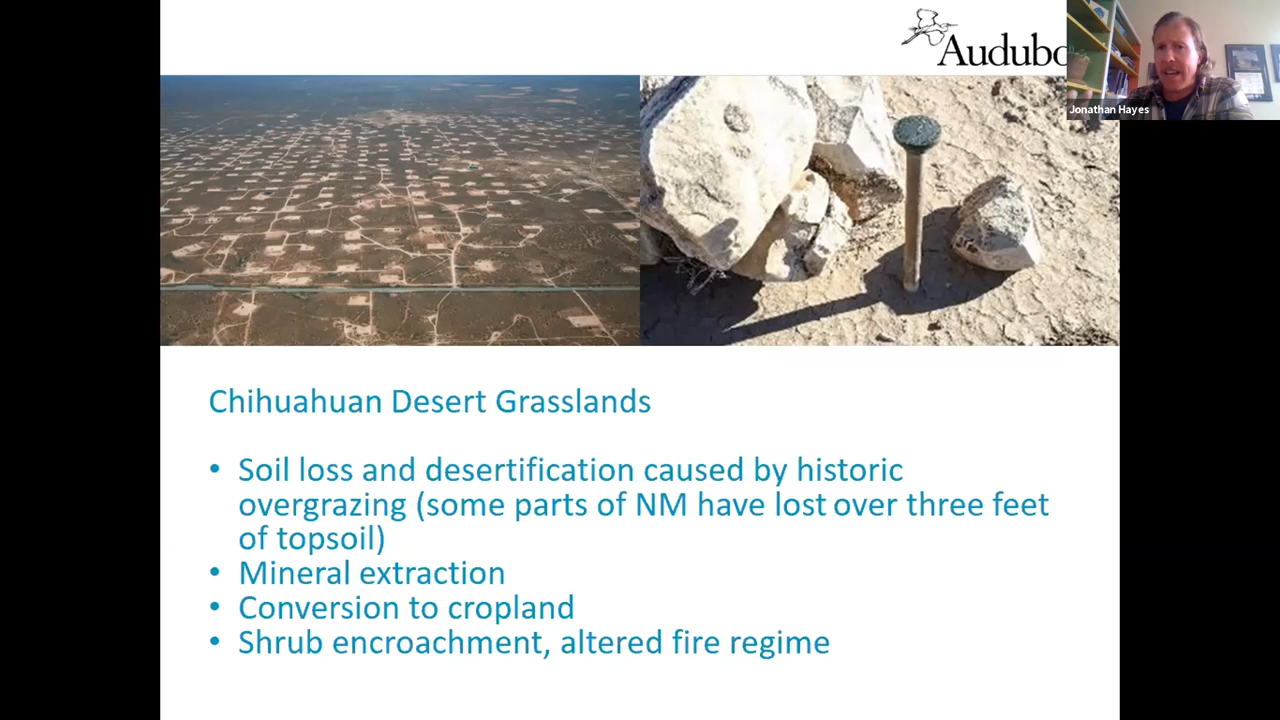 Audubo
Jonathan Hayes
Chihuahuan Desert Grasslands
• Soil loss and desertification caused by historic
overgrazing (some parts of NM have lost over three feet
of topsoil)
• Mineral extraction
• Conversion to cropland
• Shrub encroachment, altered fire regime